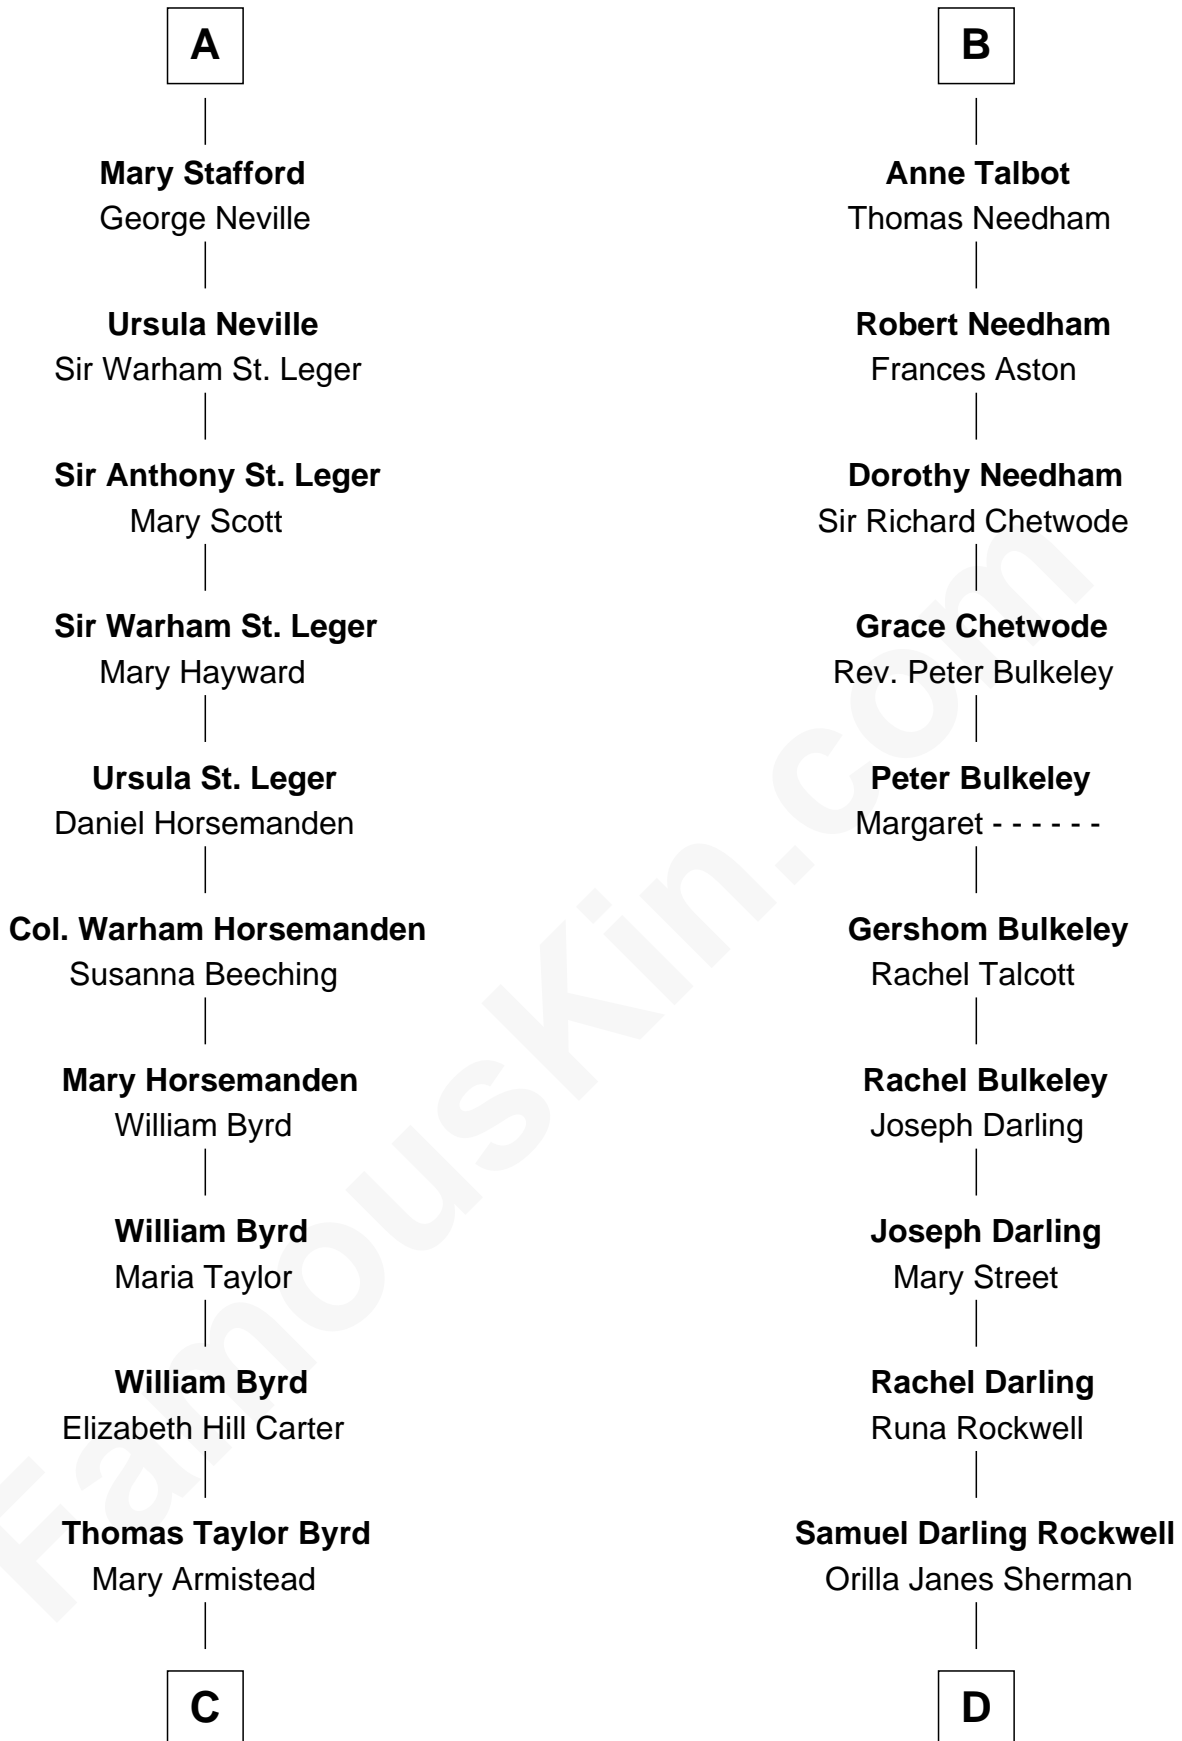 A
Mary Stafford
George Neville
Ursula Neville
Sir Warham St. Leger
Sir Anthony St. Leger
Mary Scott
Sir Warham St. Leger
Mary Hayward
Ursula St. Leger
Daniel Horsemanden
Col. Warham Horsemanden
Susanna Beeching
Mary Horsemanden
William Byrd
William Byrd
Maria Taylor
William Byrd
Elizabeth Hill Carter
Thomas Taylor Byrd
Mary Armistead
C
B
Anne Talbot
Thomas Needham
Robert Needham
Frances Aston
Dorothy Needham
Sir Richard Chetwode
Grace Chetwode
Rev. Peter Bulkeley
Peter Bulkeley
Margaret - - - - - -
Gershom Bulkeley
Rachel Talcott
Rachel Bulkeley
Joseph Darling
Joseph Darling
Mary Street
Rachel Darling
Runa Rockwell
Samuel Darling Rockwell
Orilla Janes Sherman
D
FamousKin.com